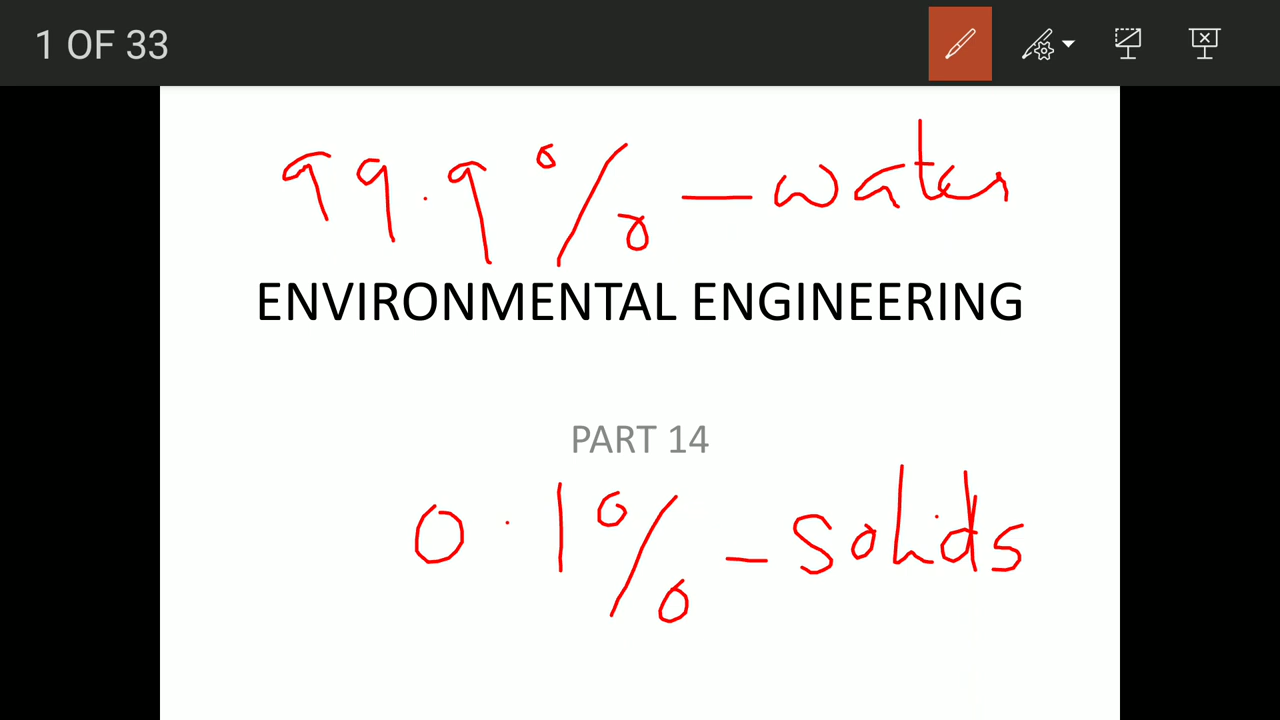 1 OF 33
99.9% - water
ENVIRONMENTAL ENGINEERING
PART 14
0.1% - Solids